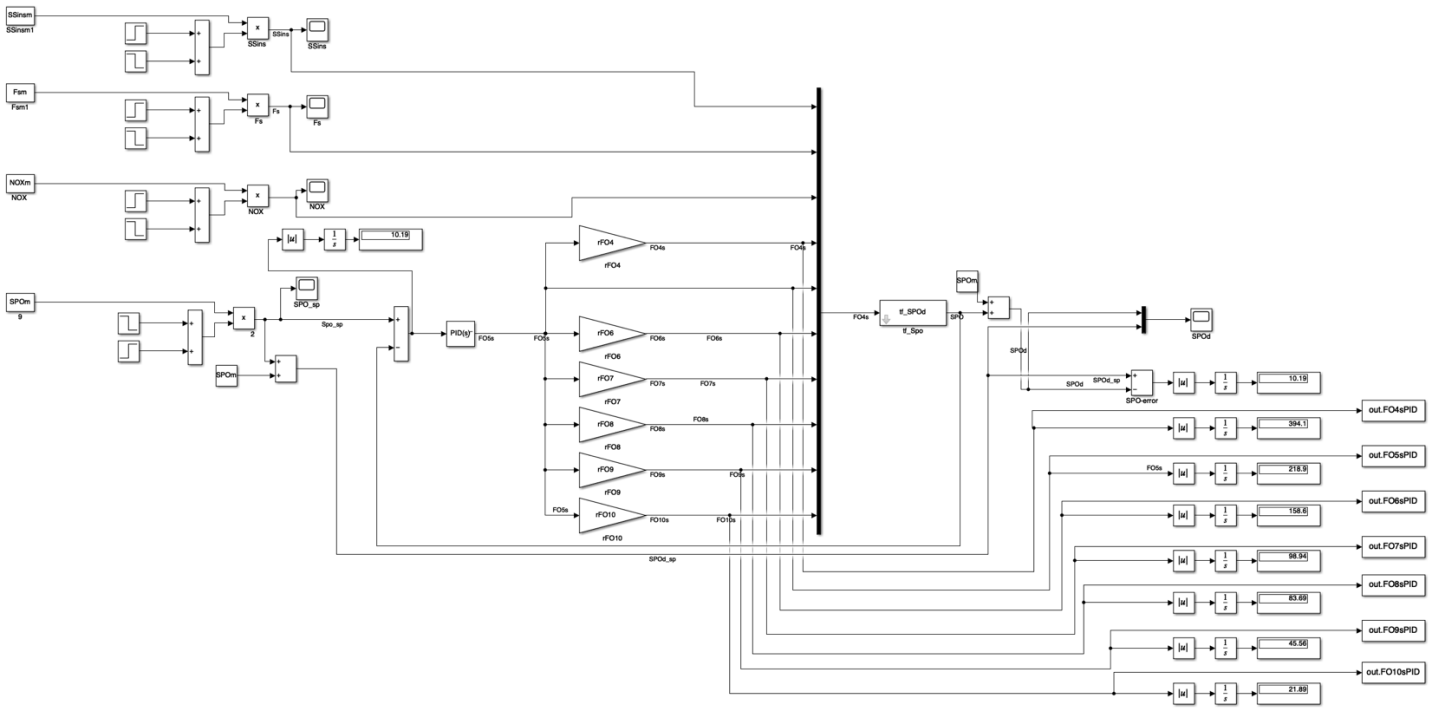 SSinsm
SSinsm1
x
SSins
SSins
SSins
Fsm
Fsm1
x
Fs
Fs
Fs
NOXm
NOX
x
NOX
NOX
|u|
1
s
10.19
SPOm
9
x
2
SPO_sp
Spo_sp
SPOm
PID(s)
FO5s
FO5s
rFO4
FO4s
FO4s
rFO4
rFO6
FO6s
FO6s
rFO6
rFO7
FO7s
FO7s
rFO7
rFO8
FO8s
FO8s
rFO8
rFO9
FO9s
FO9s
rFO9
FO5s
rFO10
FO10s
FO10s
rFO10
SPOd_sp
FO4s
tf_SPOd
tf_Spo
SPO
SPOm
SPOd
SPOd
SPOd
SPOd_sp
SPO-error
|u|
1
s
10.19
out.FO4sPID
|u|
1
s
394.1
out.FO5sPID
FO5s
|u|
1
s
218.9
out.FO6sPID
|u|
1
s
158.6
out.FO7sPID
|u|
1
s
98.94
out.FO8sPID
|u|
1
s
83.69
out.FO9sPID
|u|
1
s
45.56
out.FO10sPID
|u|
1
s
21.89